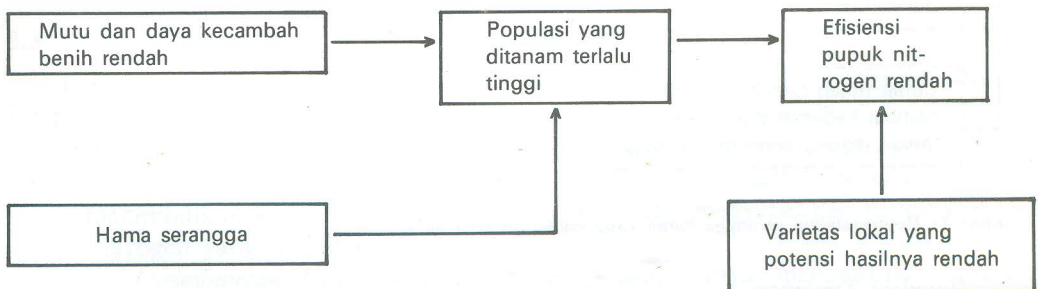 Mutu dan daya kecambah
benih rendah
Populasi yang
ditanam terlalu
tinggi
Efisiensi
pupuk nit-
rogen rendah
Hama serangga
Varietas lokal yang
potensi hasilnya rendah